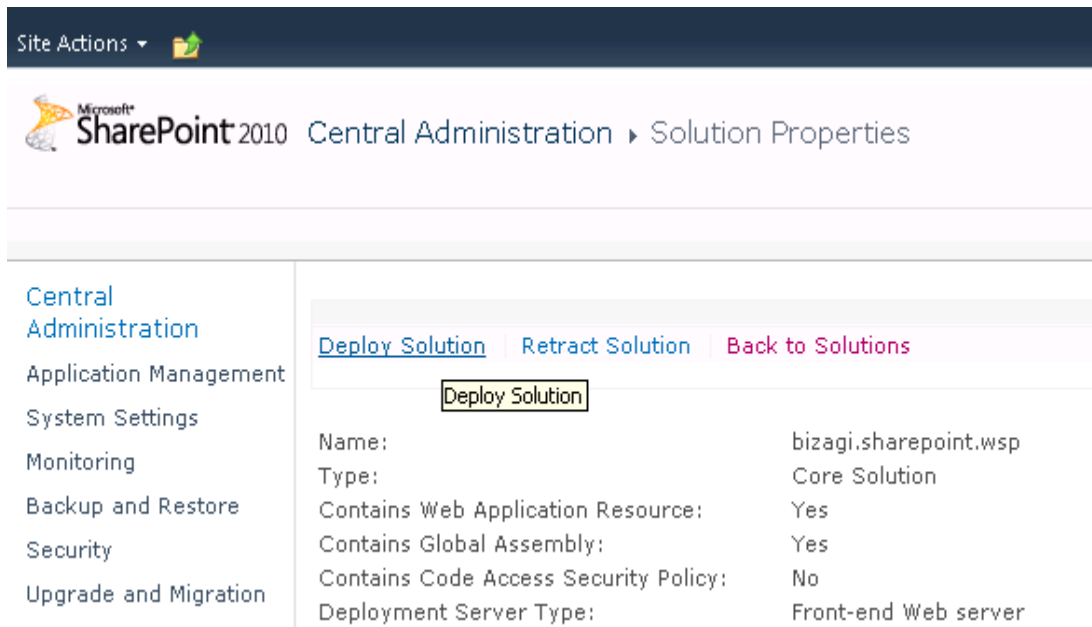 Site Actions
Microsoft®
SharePoint 2010 Central Administration ▸ Solution Properties
Central
Administration
Application Management
System Settings
Monitoring
Backup and Restore
Security
Upgrade and Migration
Deploy Solution Retract Solution Back to Solutions
Deploy Solution
Name: bizagi.sharepoint.wsp
Type: Core Solution
Contains Web Application Resource: Yes
Contains Global Assembly: Yes
Contains Code Access Security Policy: No
Deployment Server Type: Front-end Web server